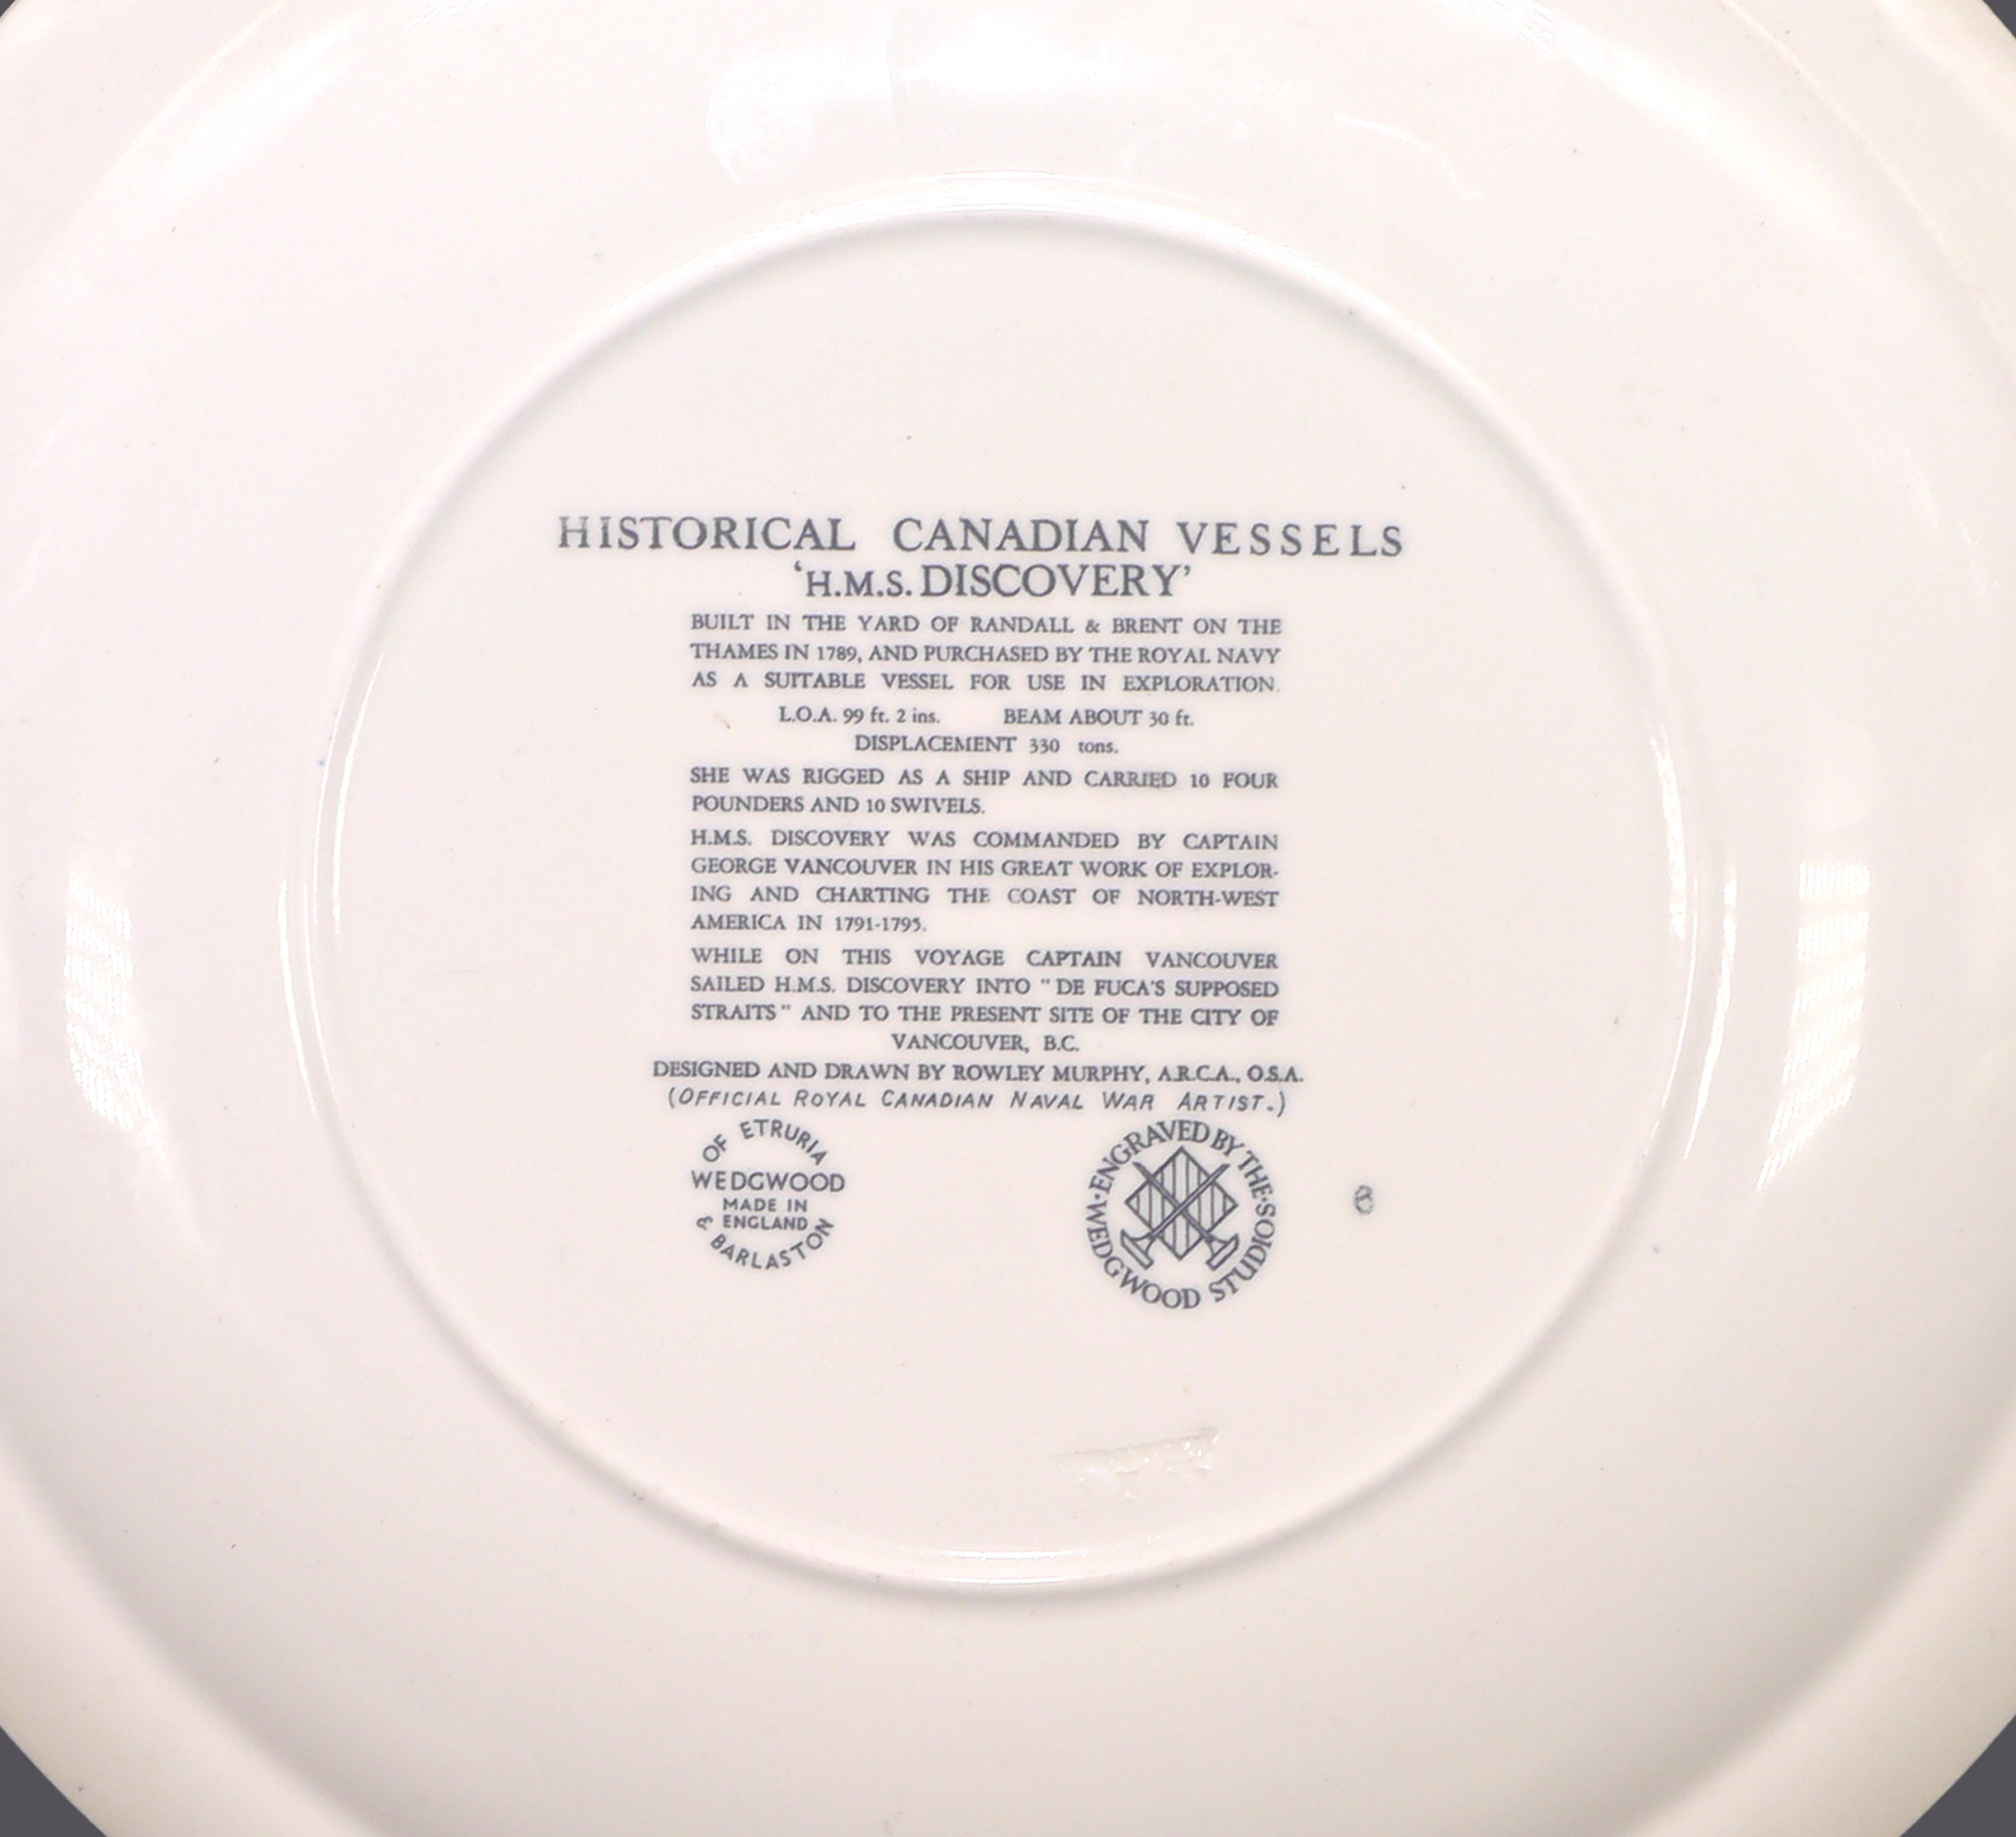 HISTORICAL CANADIAN VESSELS
‘H.M.S. DISCOVERY’
BUILT IN THE YARD OF RANDALL & BRENT ON THE
THAMES IN 1789, AND PURCHASED BY THE ROYAL NAVY
AS A SUITABLE VESSEL FOR USE IN EXPLORATION.
L.O.A. 99 ft. 2 ins. BEAM ABOUT 30 ft.
DISPLACEMENT 330 tons.
SHE WAS RIGGED AS A SHIP AND CARRIED 10 FOUR
POUNDERS AND 10 SWIVELS.
H.M.S. DISCOVERY WAS COMMANDED BY CAPTAIN
GEORGE VANCOUVER IN HIS GREAT WORK OF EXPLOR-
ING AND CHARTING THE COAST OF NORTH-WEST
AMERICA IN 1791-1795.
WHILE ON THIS VOYAGE CAPTAIN VANCOUVER
SAILED H.M.S. DISCOVERY INTO "DE FUCA'S SUPPOSED
STRAITS" AND TO THE PRESENT SITE OF THE CITY OF
VANCOUVER, B.C.
DESIGNED AND DRAWN BY ROWLEY MURPHY, A.R.C.A., O.S.A.
(OFFICIAL ROYAL CANADIAN NAVAL WAR ARTIST.)
OF ETRURIA
WEDGWOOD
MADE IN
ENGLAND
& BARLASTON
ENGRAVED BY THE
WEDGWOOD STUDIOS